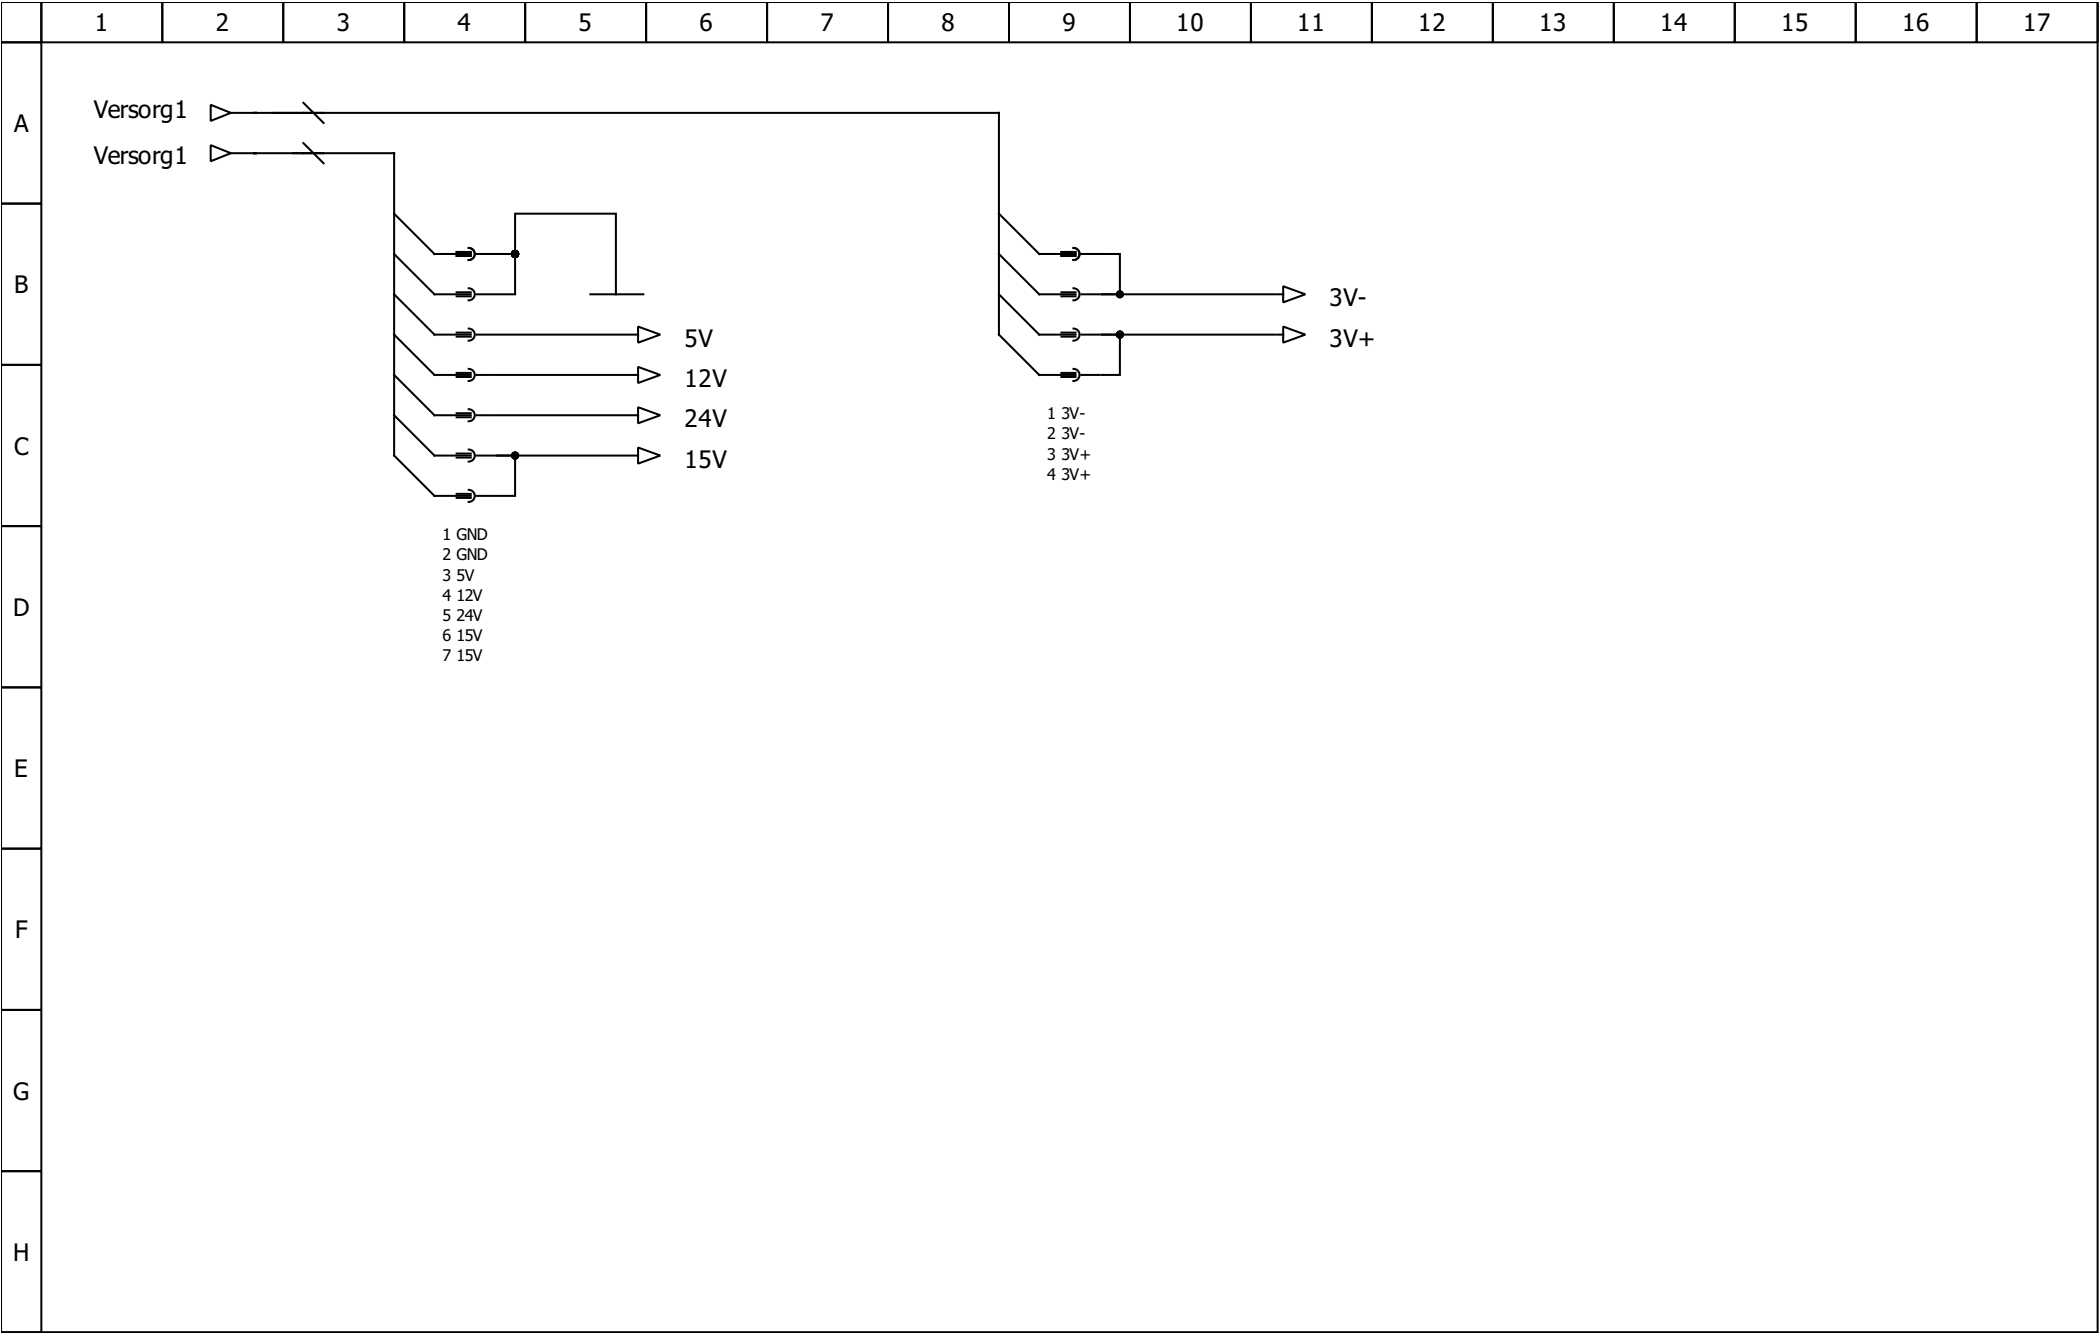 1 2 3 4 5 6 7 8 9 10 11 12 13 14 15 16 17
A
Versorg1
Versorg1
B
3V-
5V
3V+
12V
24V
15V
C
1 3V-
2 3V-
3 3V+
4 3V+
1 GND
2 GND
3 5V
4 12V
5 24V
6 15V
7 15V
D
E
F
G
H